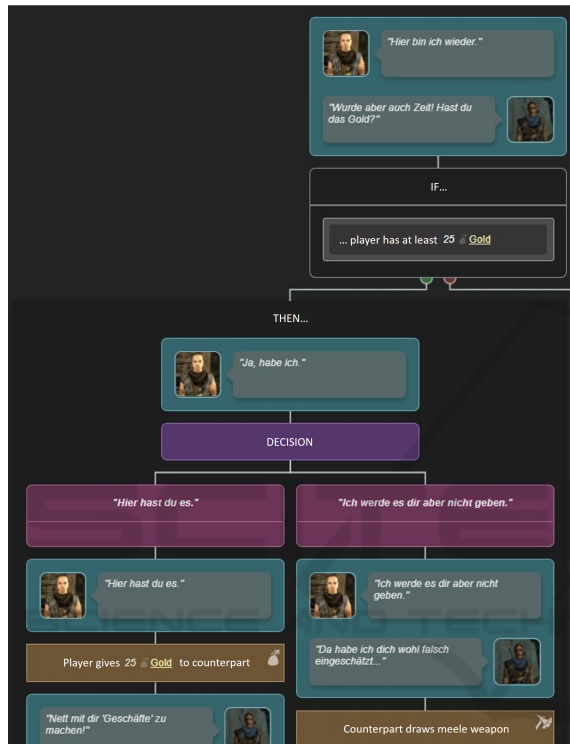 "Hier bin ich wieder."
"Wurde aber auch Zeit! Hast du
das Gold?"
IF...
... player has at least 25 Gold
THEN...
"Ja, habe ich."
DECISION
"Hier hast du es."
"Ich werde es dir aber nicht geben."
"Hier hast du es."
"Ich werde es dir aber nicht
geben."
Player gives 25 Gold to counterpart
"Da habe ich dich wohl falsch
eingeschätzt..."
"Nett mit dir 'Geschäfte' zu
machen!"
Counterpart draws meele weapon
SCIENCE AND TECH